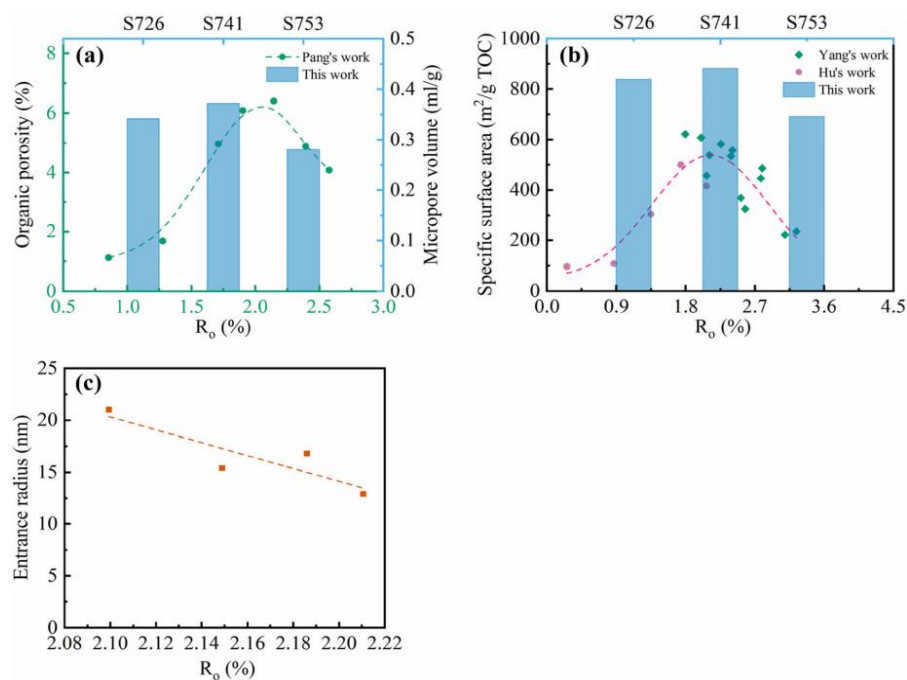 S726 S741 S753
(a)
Pang's work
This work
Organic porosity (%)
8
6
4
2
0
0.5
0.4
0.3
0.2
0.1
0.0
Micropore volume (ml/g)
0.5 1.0 1.5 2.0 2.5 3.0
Rₒ (%)
S726 S741 S753
(b)
Yang's work
Hu's work
This work
Specific surface area (m²/g TOC)
1000
800
600
400
200
0
0.0 0.9 1.8 2.7 3.6 4.5
Rₒ (%)
(c)
Entrance radius (nm)
25
20
15
10
5
0
2.08 2.10 2.12 2.14 2.16 2.18 2.20 2.22
Rₒ (%)